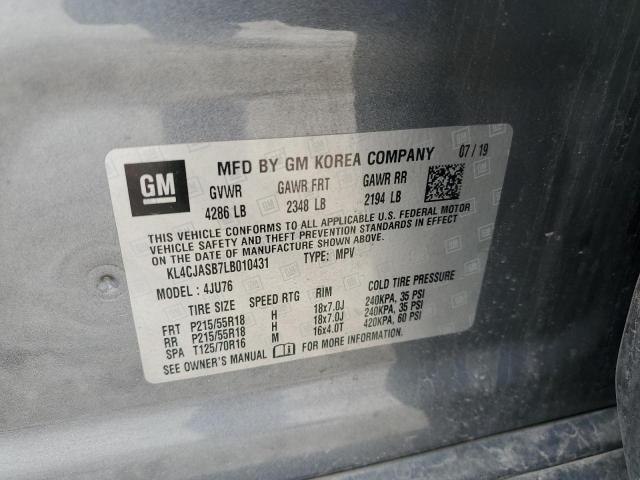 GM MFD BY GM KOREA COMPANY 07 / 19
GVWR GAWR FRT GAWR RR
4286 LB 2348 LB 2194 LB
THIS VEHICLE CONFORMS TO ALL APPLICABLE U.S. FEDERAL MOTOR
VEHICLE SAFETY AND THEFT PREVENTION STANDARDS IN EFFECT
ON THE DATE OF MANUFACTURE SHOWN ABOVE.
KL4CJASB7LB010431 TYPE: MPV
MODEL : 4JU76
TIRE SIZE SPEED RTG RIM COLD TIRE PRESSURE
FRT P215/55R18 H 18x7.0J 240KPA, 35 PSI
RR P215/55R18 H 18x7.0J 240KPA, 35 PSI
SPA T125/70R16 M 16x4.0T 420KPA, 60 PSI
SEE OWNER'S MANUAL FOR MORE INFORMATION.